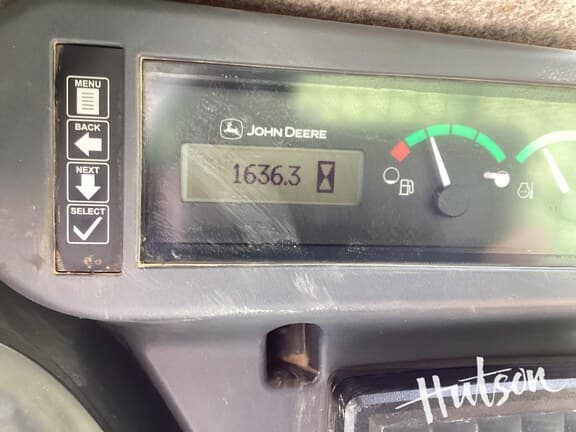 MENU
BACK
NEXT
SELECT
JOHN DEERE
1636.3
Hutson